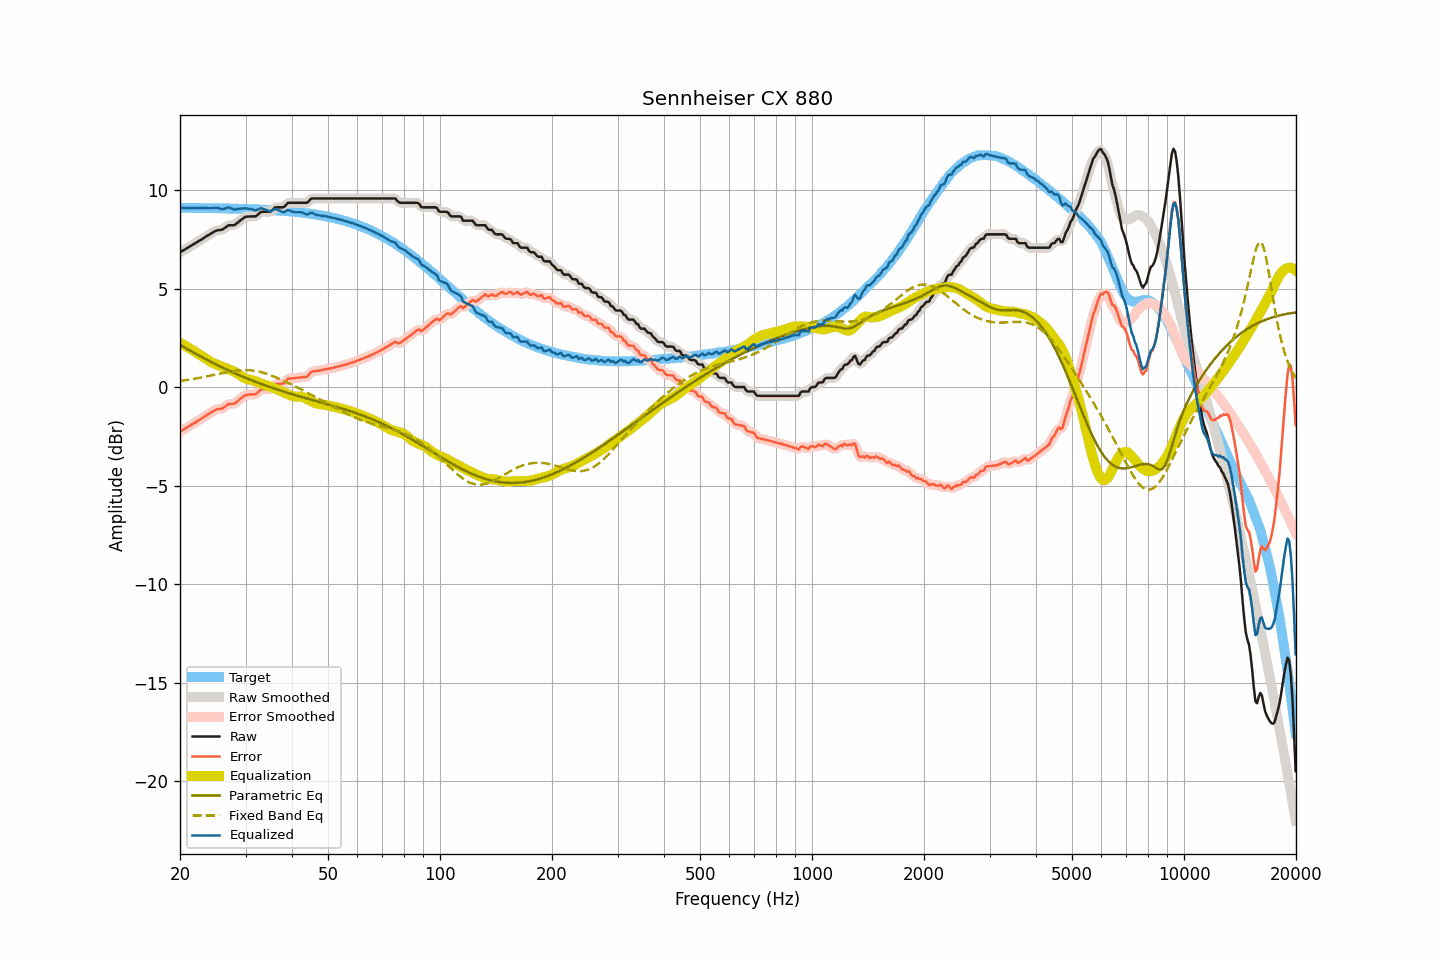 Sennheiser CX 880
Amplitude (dBr)
10
5
0
−5
−10
−15
−20
Target
Raw Smoothed
Error Smoothed
Raw
Error
Equalization
Parametric Eq
Fixed Band Eq
Equalized
20 50 100 200 500 1000 2000 5000 10000 20000
Frequency (Hz)